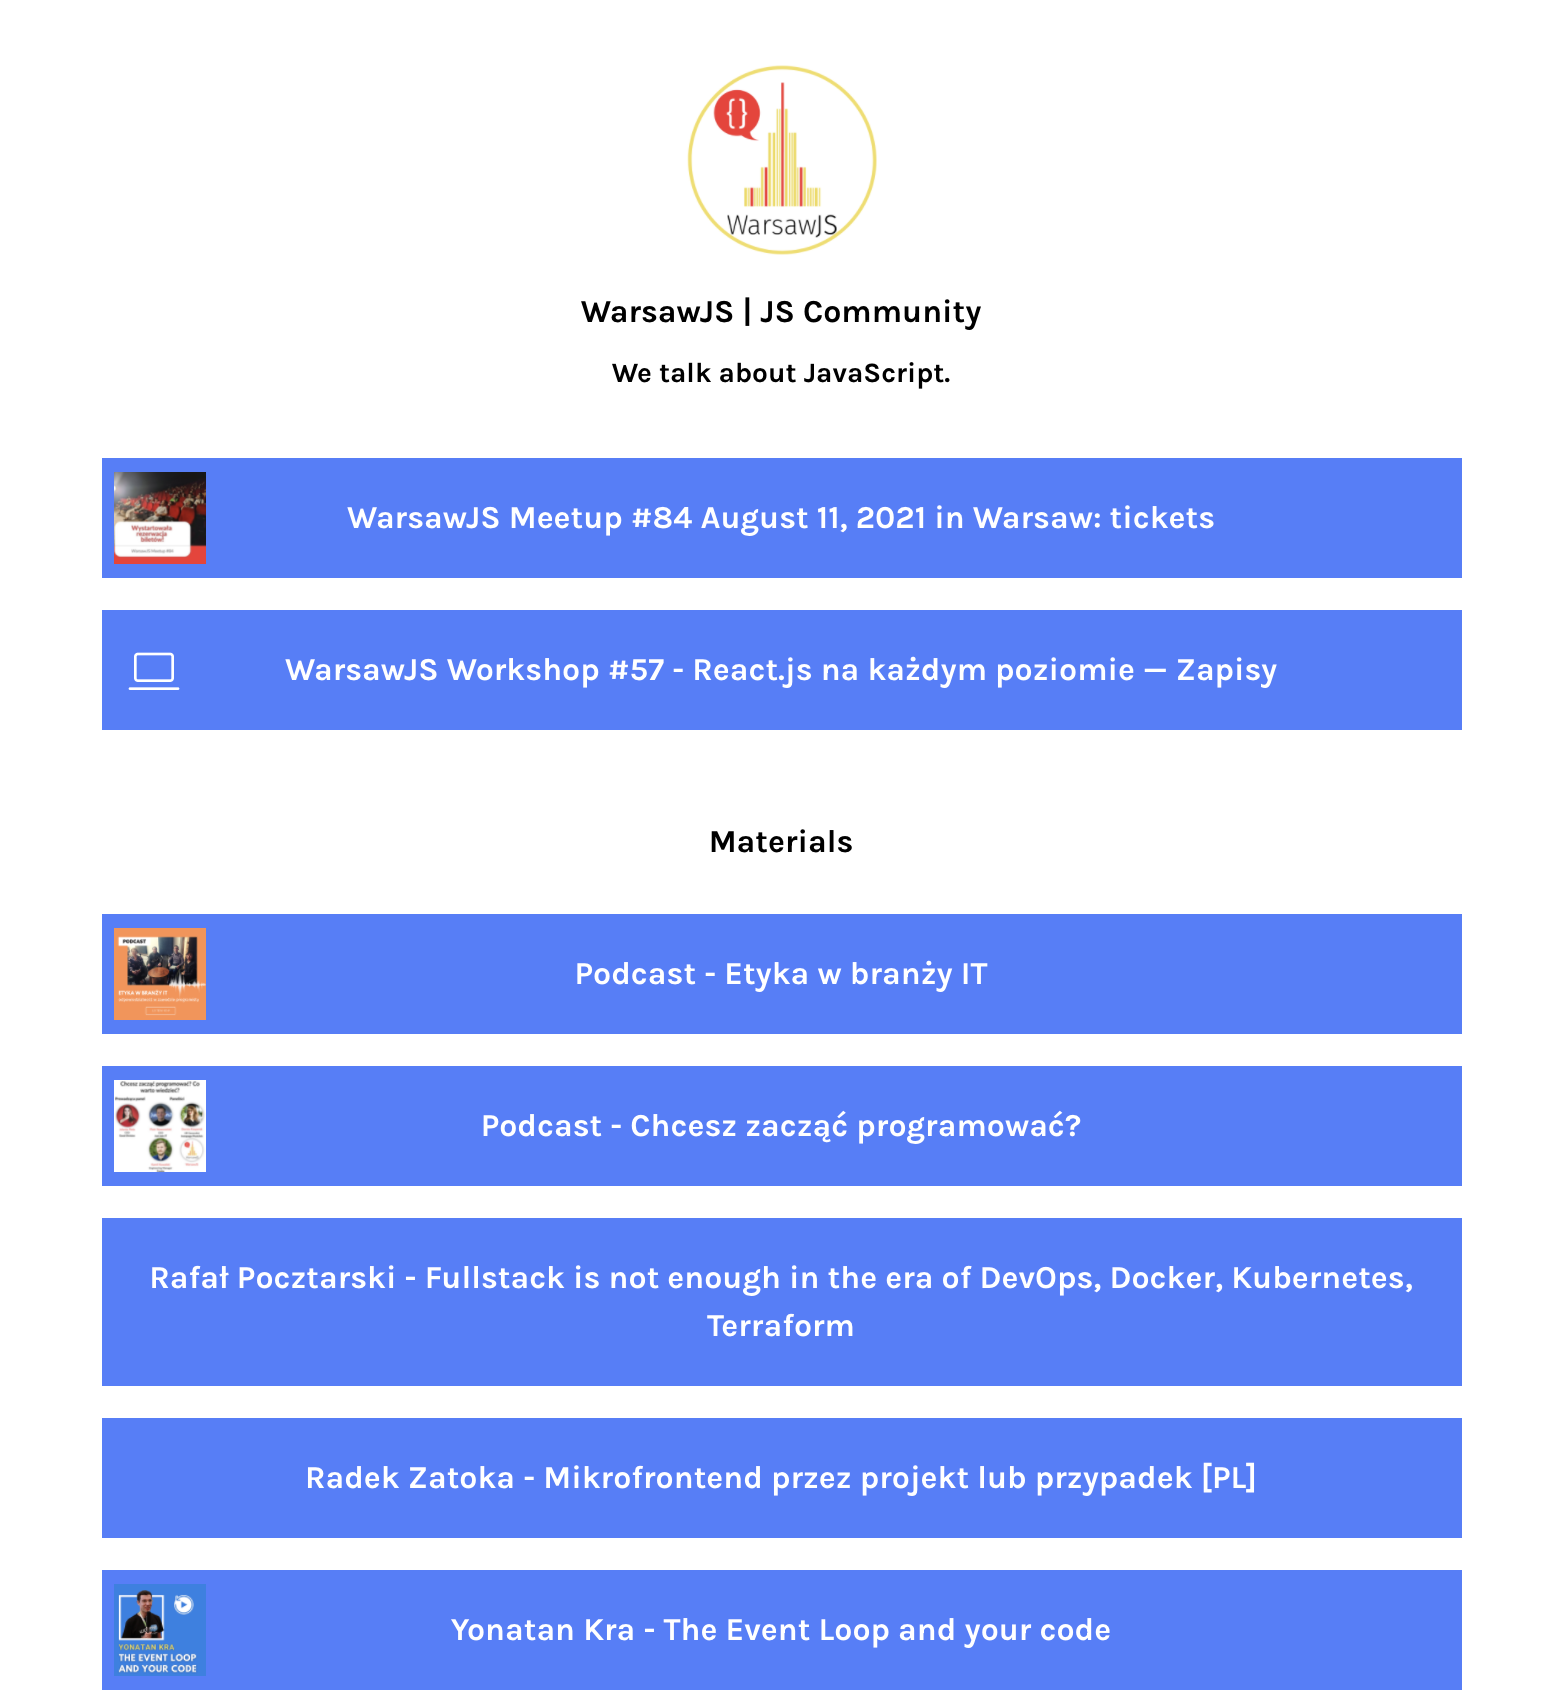 {}
WarsawJS
WarsawJS | JS Community
We talk about JavaScript.
Wystartowała
rezerwacja
biletów!
WarsawJS Meetup #84
WarsawJS Meetup #84 August 11, 2021 in Warsaw: tickets
WarsawJS Workshop #57 - React.js na każdym poziomie — Zapisy
Materials
PODCAST
ETYKA W BRANŻY IT
Podcast - Etyka w branży IT
Chcesz zacząć programować? Co
warto wiedzieć?
Podcast - Chcesz zacząć programować?
Rafał Pocztarski - Fullstack is not enough in the era of DevOps, Docker, Kubernetes,
Terraform
Radek Zatoka - Mikrofrontend przez projekt lub przypadek [PL]
YONATAN KRA
THE EVENT LOOP
AND YOUR CODE
Yonatan Kra - The Event Loop and your code